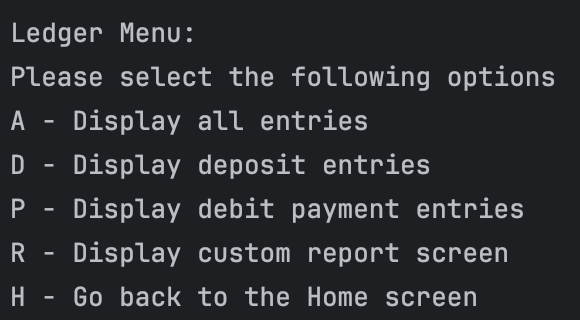 Ledger Menu:
Please select the following options
A - Display all entries
D - Display deposit entries
P - Display debit payment entries
R - Display custom report screen
H - Go back to the Home screen